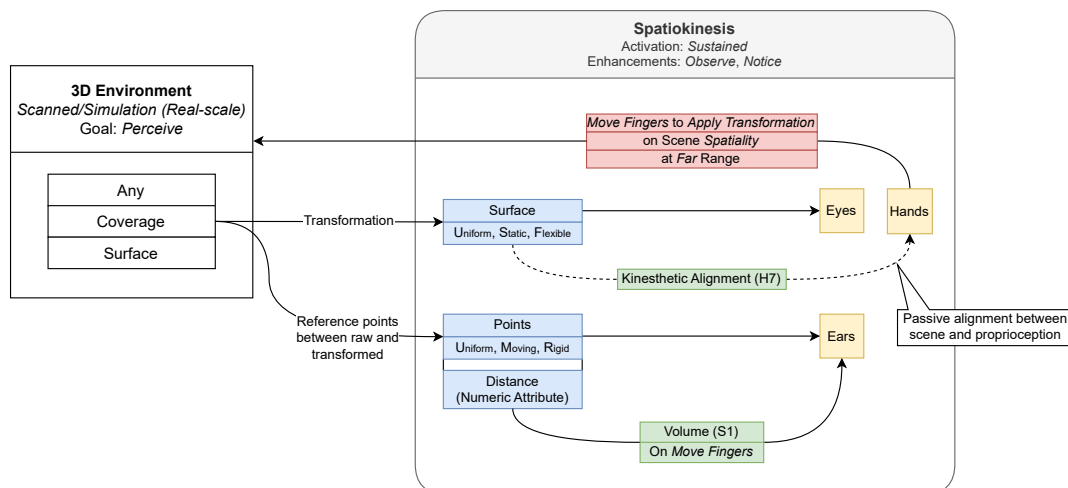 Spatiokinesis
Activation: Sustained
Enhancements: Observe, Notice
3D Environment
Scanned/Simulation (Real-scale)
Goal: Perceive
Move Fingers to Apply Transformation
on Scene Spatiality
at Far Range
Any
Coverage
Surface
Transformation
Surface
Uniform, Static, Flexible
Eyes
Hands
Kinesthetic Alignment (H7)
Passive alignment between
scene and proprioception
Reference points
between raw and
transformed
Points
Uniform, Moving, Rigid
Ears
Distance
(Numeric Attribute)
Volume (S1)
On Move Fingers